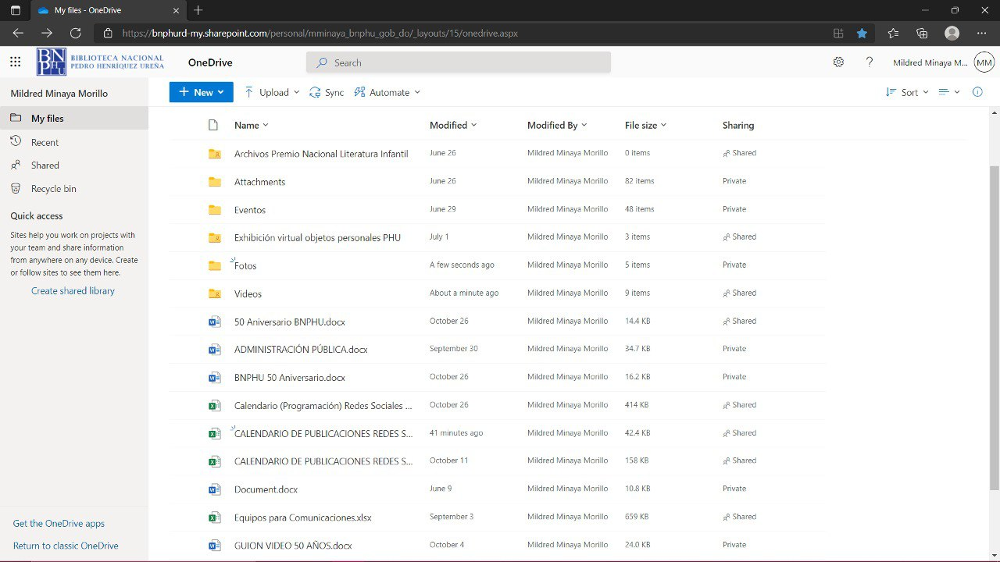 My files - OneDrive
https://bnphurd-my.sharepoint.com/personal/mminaya_bnphu_gob_do/_layouts/15/onedrive.aspx
BNPHU BIBLIOTECA NACIONAL
PEDRO HENRÍQUEZ UREÑA
OneDrive
Search
Mildred Minaya M... MM
Mildred Minaya Morillo
My files
Recent
Shared
Recycle bin
Quick access
Sites help you work on projects with
your team and share information
from anywhere on any device. Create
or follow sites to see them here.
Create shared library
Get the OneDrive apps
Return to classic OneDrive
New Upload Sync Automate Sort
Name Modified Modified By File size Sharing
Archivos Premio Nacional Literatura Infantil June 26 Mildred Minaya Morillo 0 items Shared
Attachments June 26 Mildred Minaya Morillo 82 items Private
Eventos June 29 Mildred Minaya Morillo 48 items Private
Exhibición virtual objetos personales PHU July 1 Mildred Minaya Morillo 3 items Shared
Fotos A few seconds ago Mildred Minaya Morillo 5 items Private
Videos About a minute ago Mildred Minaya Morillo 9 items Shared
50 Aniversario BNPHU.docx October 26 Mildred Minaya Morillo 14.4 KB Shared
ADMINISTRACIÓN PÚBLICA.docx September 30 Mildred Minaya Morillo 34.7 KB Private
BNPHU 50 Aniversario.docx October 26 Mildred Minaya Morillo 16.2 KB Private
Calendario (Programación) Redes Sociales ... October 26 Mildred Minaya Morillo 414 KB Shared
CALENDARIO DE PUBLICACIONES REDES S... 41 minutes ago Mildred Minaya Morillo 42.4 KB Shared
CALENDARIO DE PUBLICACIONES REDES S... October 11 Mildred Minaya Morillo 158 KB Shared
Document.docx June 9 Mildred Minaya Morillo 10.8 KB Private
Equipos para Comunicaciones.xlsx September 3 Mildred Minaya Morillo 659 KB Shared
GUION VIDEO 50 AÑOS.docx October 4 Mildred Minaya Morillo 24.0 KB Private